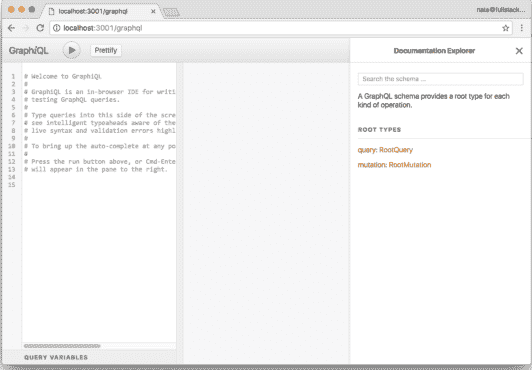 localhost:3001/graphql
nate@fullstack...
localhost:3001/graphql
GraphiQL
Prettify
Documentation Explorer
1 # Welcome to GraphiQL
2 #
3 # GraphiQL is an in-browser IDE for writi
4 # testing GraphQL queries.
5 #
6 # Type queries into this side of the scre
7 # see intelligent typeaheads aware of the
8 # live syntax and validation errors highl
9 #
10 # To bring up the auto-complete at any po
11 #
12 # Press the run button above, or Cmd-Ente
13 # will appear in the pane to the right.
14
15
Search the schema ...
A GraphQL schema provides a root type for each
kind of operation.
ROOT TYPES
query: RootQuery
mutation: RootMutation
QUERY VARIABLES